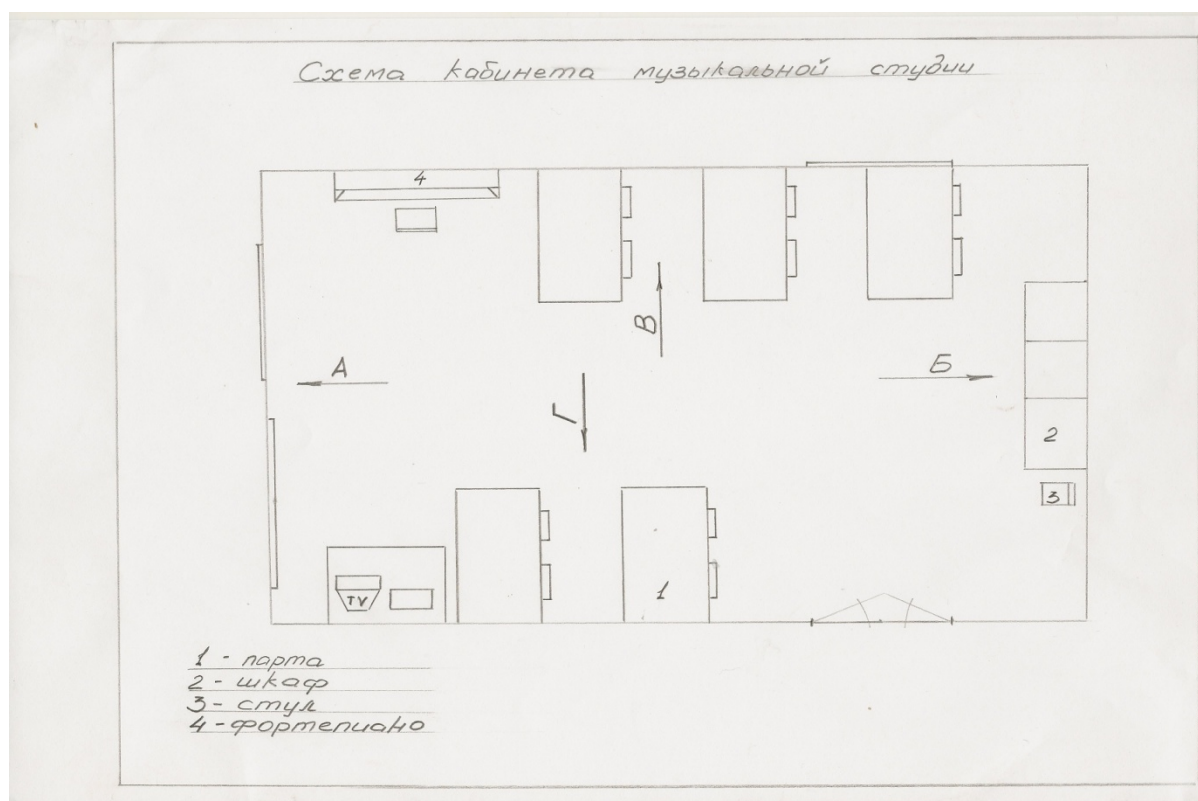 Схема кабинета музыкальной студии
4
В
А
Б
Г
2
3
TV
1
1 - парта
2 - шкаф
3 - стул
4 - фортепиано